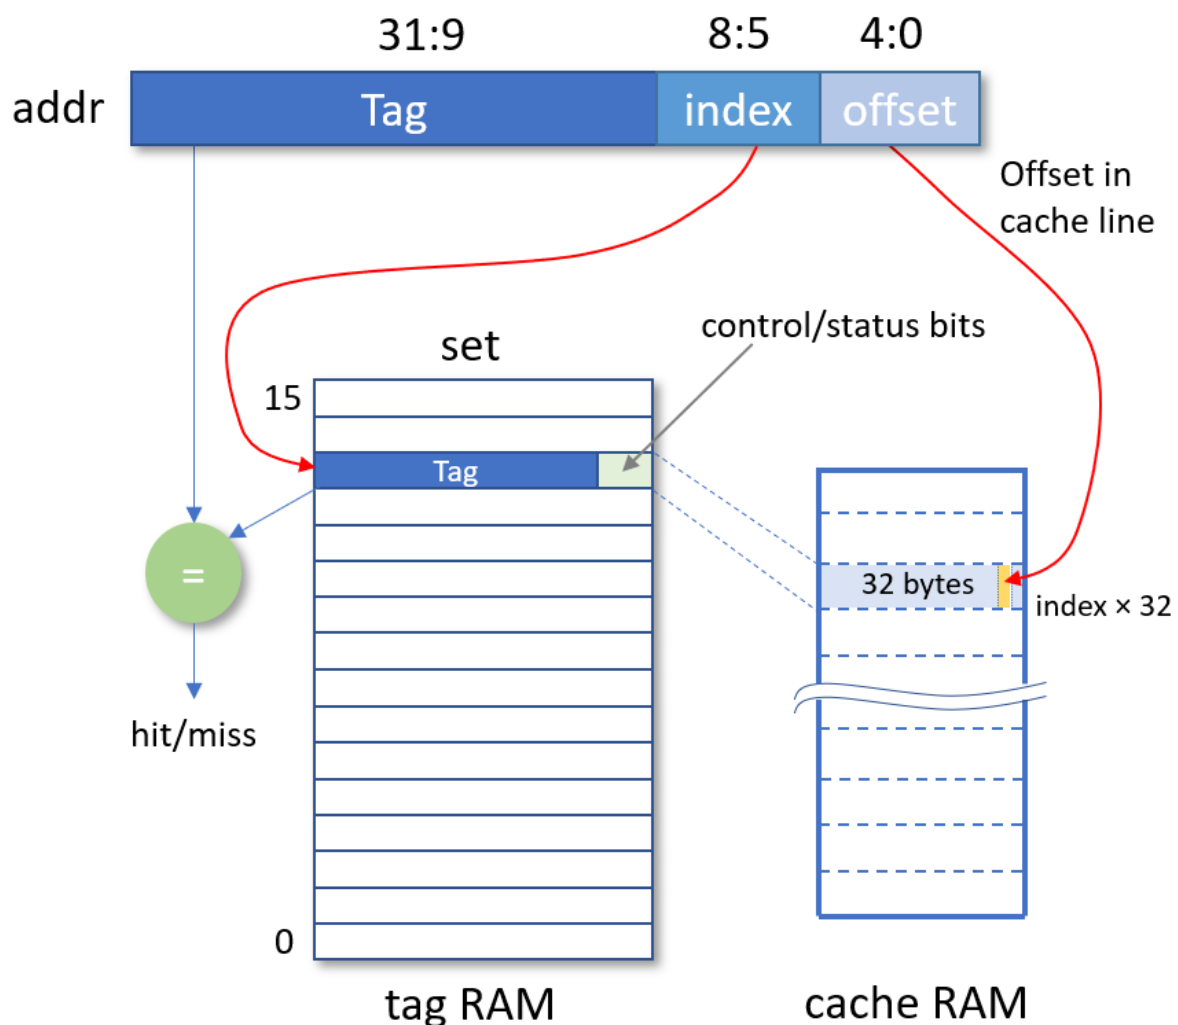 31:9 8:5 4:0
addr Tag index offset
Offset in
cache line
control/status bits
set
15
Tag
=
32 bytes
index × 32
hit/miss
0
tag RAM
cache RAM